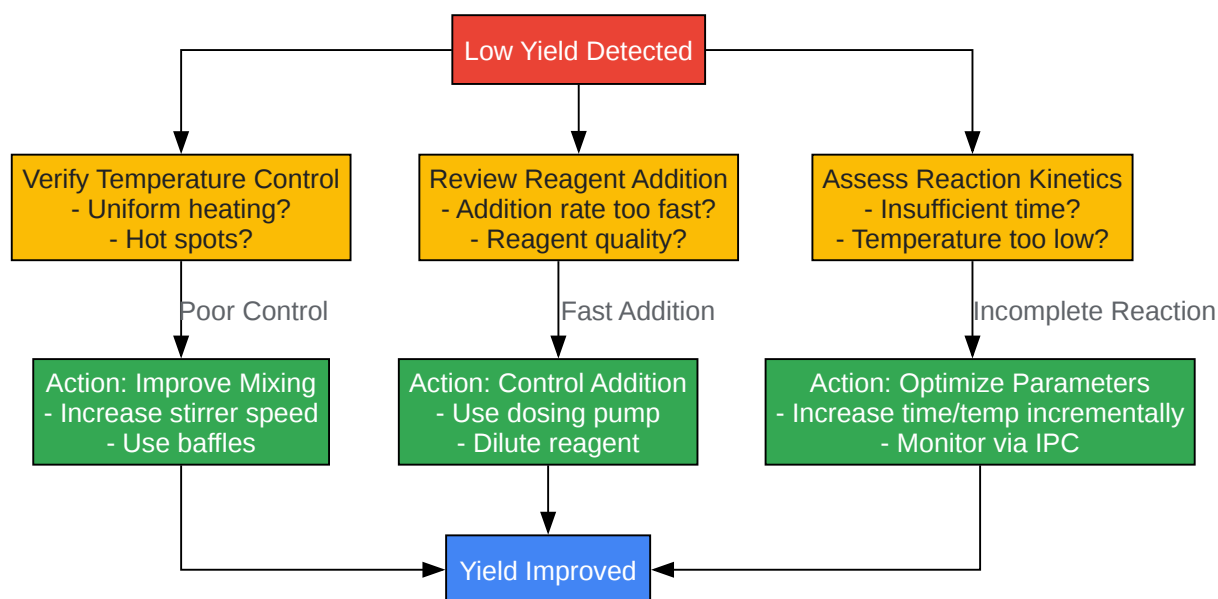 Low Yield Detected
Verify Temperature Control
- Uniform heating?
- Hot spots?
Review Reagent Addition
- Addition rate too fast?
- Reagent quality?
Assess Reaction Kinetics
- Insufficient time?
- Temperature too low?
Poor Control
Fast Addition
Incomplete Reaction
Action: Improve Mixing
- Increase stirrer speed
- Use baffles
Action: Control Addition
- Use dosing pump
- Dilute reagent
Action: Optimize Parameters
- Increase time/temp incrementally
- Monitor via IPC
Yield Improved